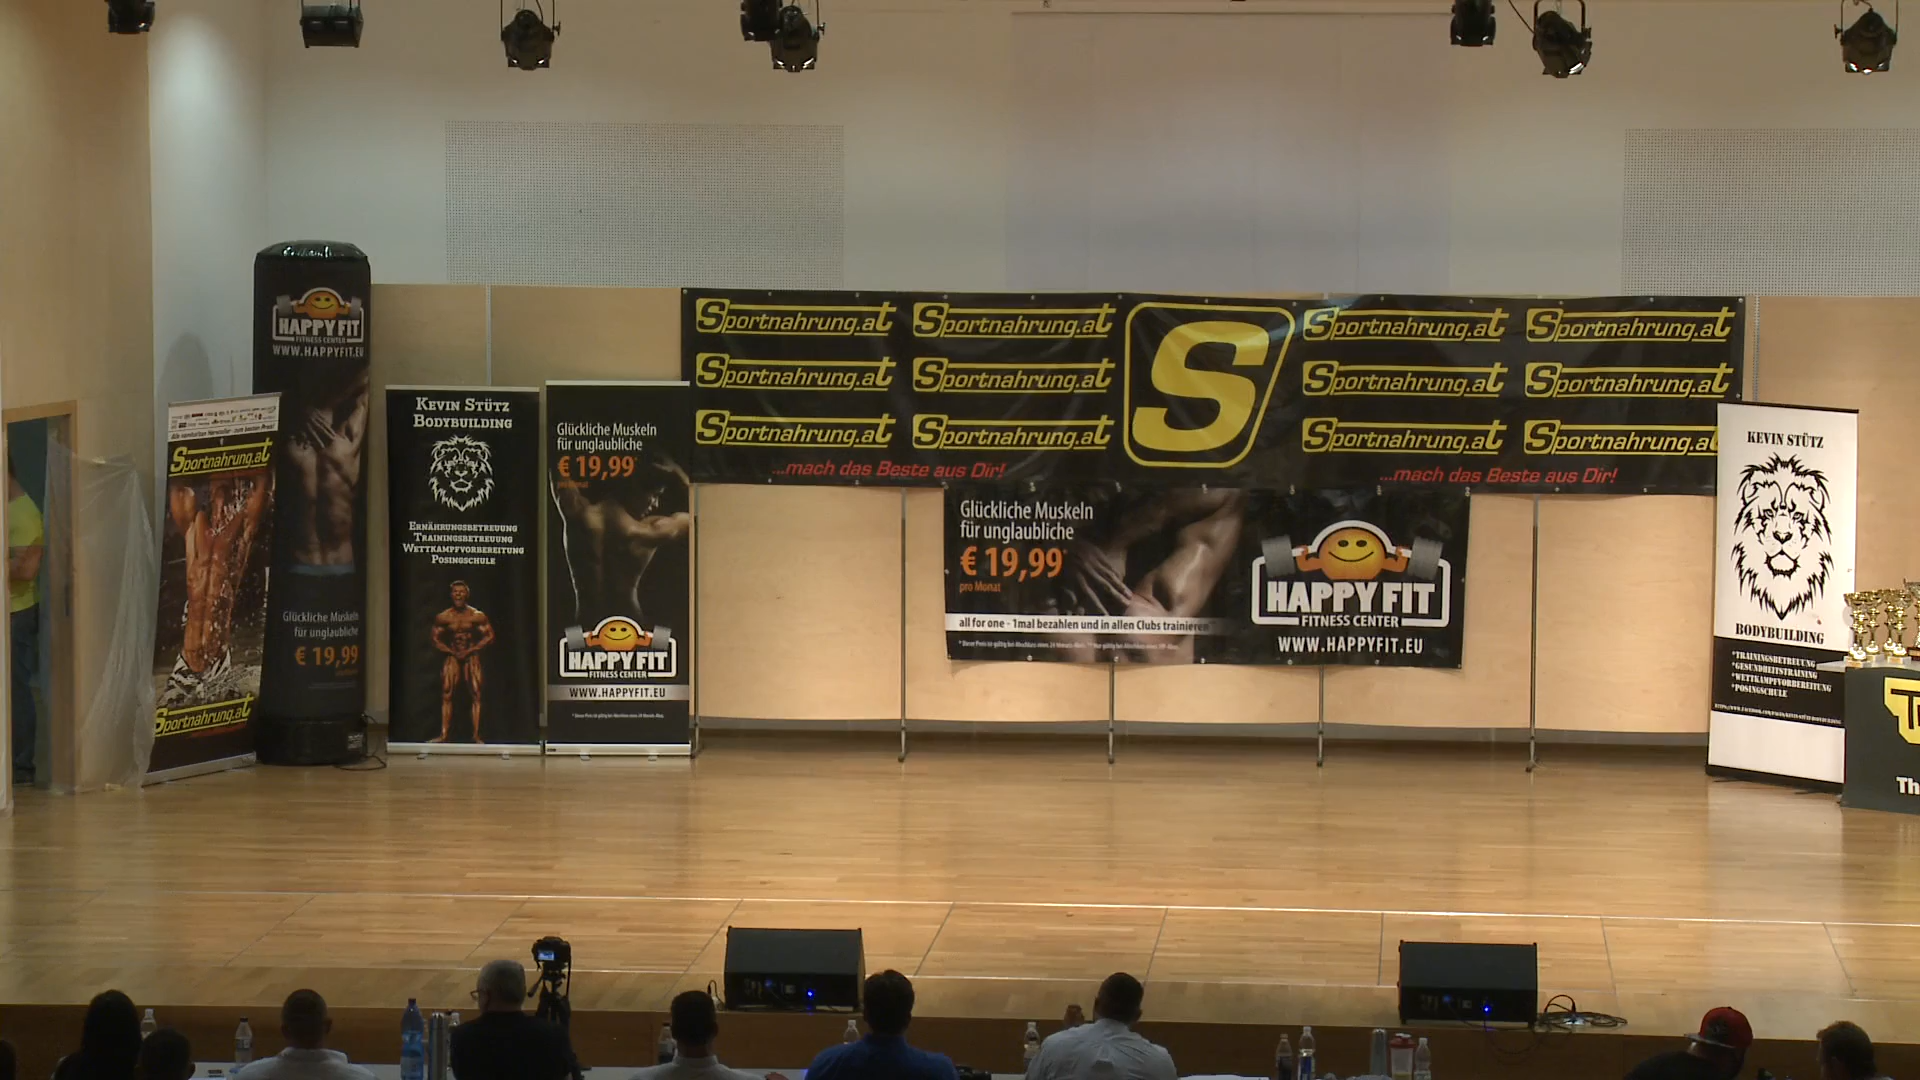 HAPPY FIT
FITNESS CENTER
WWW.HAPPYFIT.EU
Glückliche Muskeln
für unglaubliche
€ 19,99
Sportnahrung.at
Sportnahrung.at
KEVIN STÜTZ
BODYBUILDING
ERNÄHRUNGSBETREUUNG
TRAININGSBETREUUNG
WETTKAMPFVORBEREITUNG
POSINGSCHULE
Glückliche Muskeln
für unglaubliche
€ 19,99*
pro Monat
HAPPY FIT
FITNESS CENTER
WWW.HAPPYFIT.EU
Sportnahrung.at Sportnahrung.at S Sportnahrung.at Sportnahrung.at
Sportnahrung.at Sportnahrung.at Sportnahrung.at Sportnahrung.at
Sportnahrung.at Sportnahrung.at Sportnahrung.at Sportnahrung.at
...mach das Beste aus Dir! ...mach das Beste aus Dir!
Glückliche Muskeln
für unglaubliche
€ 19,99*
pro Monat
all for one - 1mal bezahlen und in allen Clubs trainieren
HAPPY FIT
FITNESS CENTER
WWW.HAPPYFIT.EU
KEVIN STÜTZ
BODYBUILDING
*TRAININGSBETREUUNG
*GESUNDHEITSTRAINING
*WETTKAMPFVORBEREITUNG
*POSINGSCHULE
Th